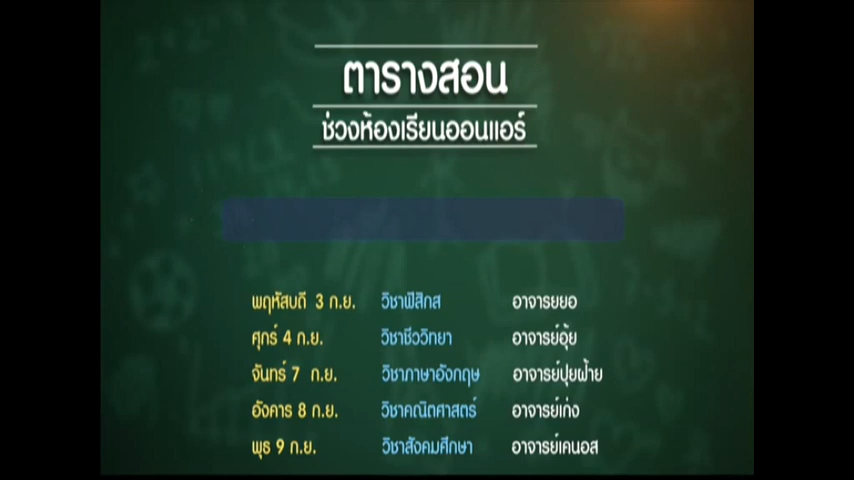 ตารางสอน
ช่วงห้องเรียนออนแอร์
พฤหัสบดี 3 ก.ย. วิชาฟิสิกส อาจารยยอ
ศุกร์ 4 ก.ย. วิชาชีววิทยา อาจารย์อุ้ย
จันทร์ 7 ก.ย. วิชาภาษาอังกฤษ อาจารย์ปุยฝ้าย
อังคาร 8 ก.ย. วิชาคณิตศาสตร์ อาจารย์เก่ง
พุธ 9 ก.ย. วิชาสังคมศึกษา อาจารย์เคนอส